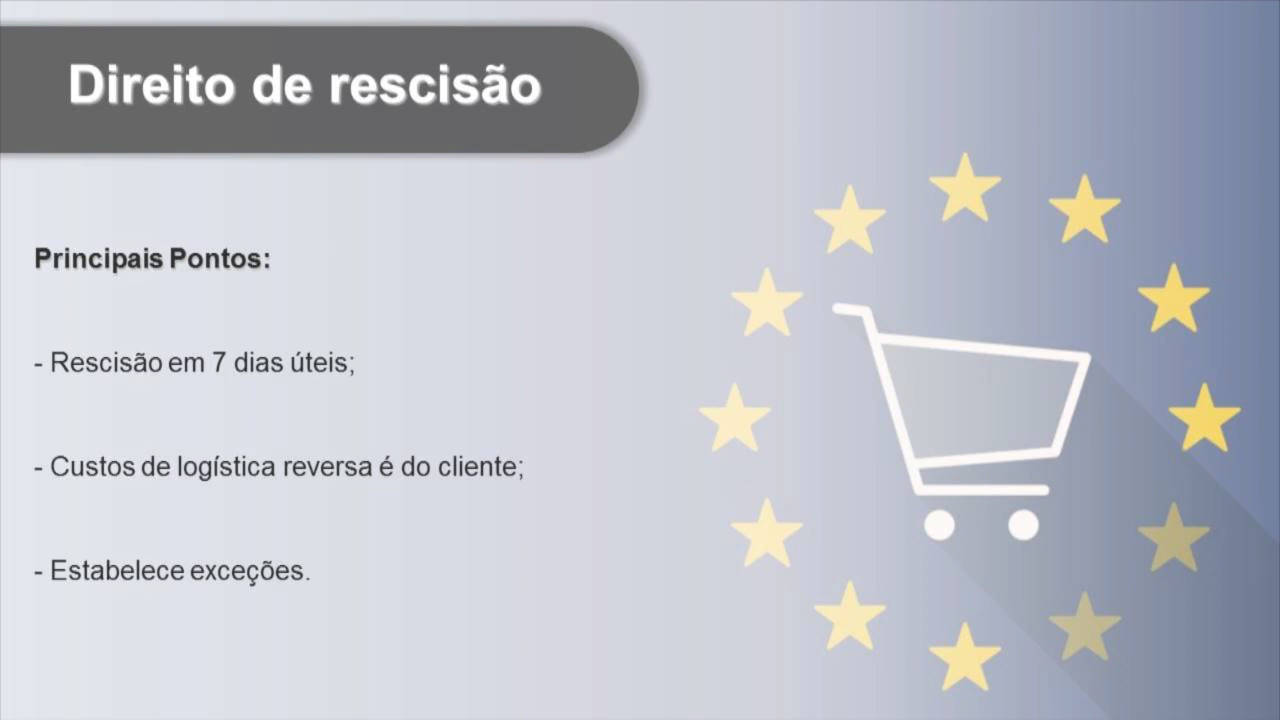 Direito de rescisão
Principais Pontos:
- Rescisão em 7 dias úteis;
- Custos de logística reversa é do cliente;
- Estabelece exceções.